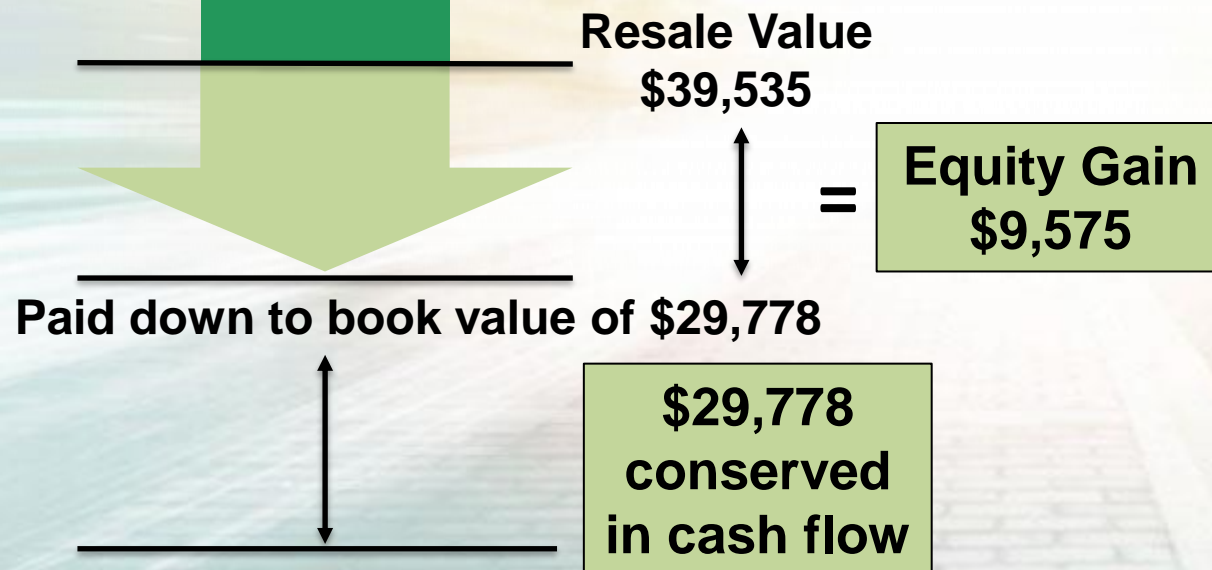 Resale Value
$39,535
=
Equity Gain
$9,575
Paid down to book value of $29,778
$29,778
conserved
in cash flow